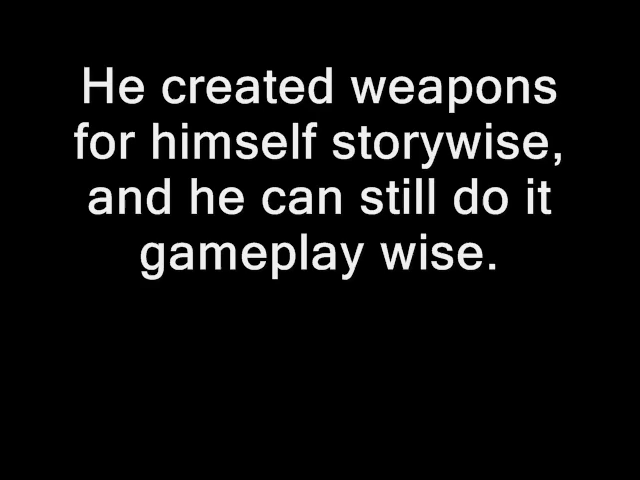 He created weapons
for himself storywise,
and he can still do it
gameplay wise.